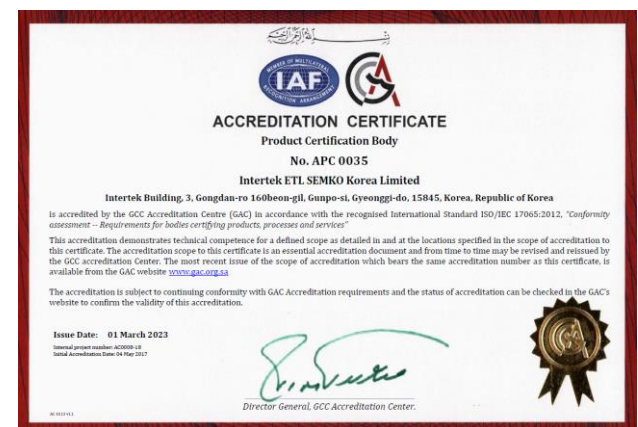 IAF
ACCREDITATION CERTIFICATE
Product Certification Body
No. APC 0035
Intertek ETL SEMKO Korea Limited
Intertek Building, 3, Gongdan-ro 160beon-gil, Gunpo-si, Gyeonggi-do, 15845, Korea, Republic of Korea
is accredited by the GCC Accreditation Centre (GAC) in accordance with the recognised International Standard ISO/IEC 17065:2012, "Conformity
assessment -- Requirements for bodies certifying products, processes and services"
This accreditation demonstrates technical competence for a defined scope as detailed in and at the locations specified in the scope of accreditation to
this certificate. The accreditation scope to this certificate is an essential accreditation document and from time to time may be revised and reissued by
the GCC accreditation Center. The most recent issue of the scope of accreditation which bears the same accreditation number as this certificate, is
available from the GAC website www.gac.org.sa
The accreditation is subject to continuing conformity with GAC Accreditation requirements and the status of accreditation can be checked in the GAC's
website to confirm the validity of this accreditation.
Issue Date: 01 March 2023
Internal project number:
Initial Accreditation Date: 04 May 2017
Director General, GCC Accreditation Center.